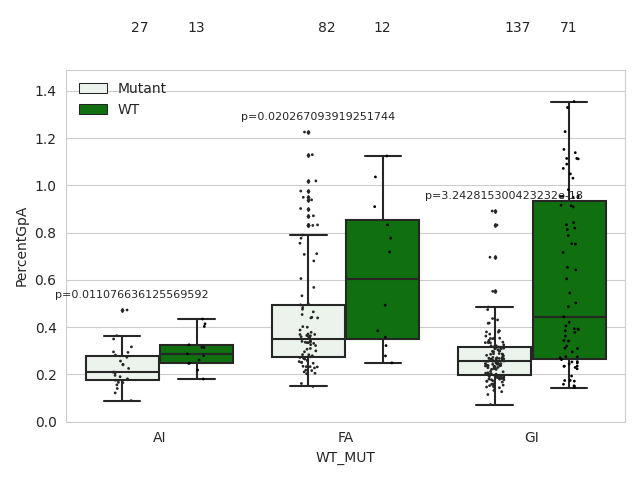 27 13 82 12 137 71
Mutant
WT
p=0.011076636125569592
p=0.020267093919251744
p=3.242815300423232e-18
PercentGpA
1.4
1.2
1.0
0.8
0.6
0.4
0.2
0.0
AI FA GI
WT_MUT